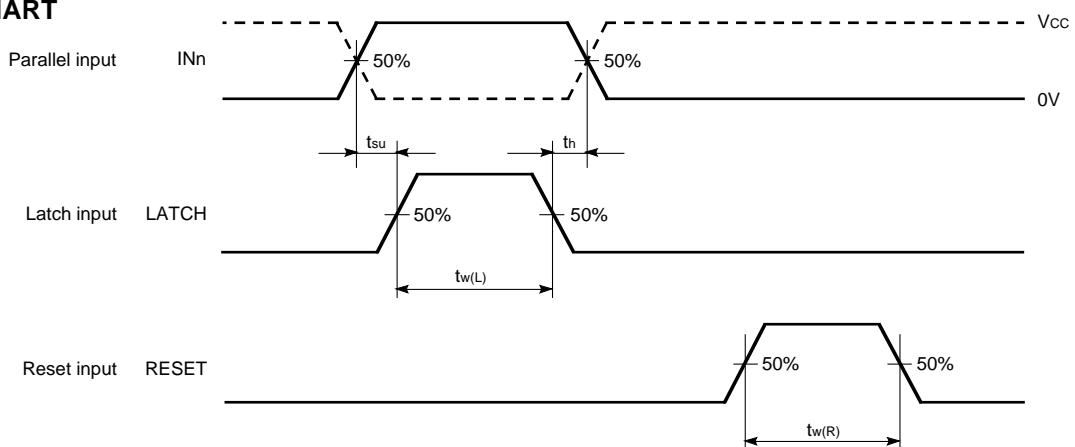 Vcc
Parallel input INn 50% 50%
0V
tsu th
Latch input LATCH 50% 50%
tw(L)
Reset input RESET 50% 50%
tw(R)